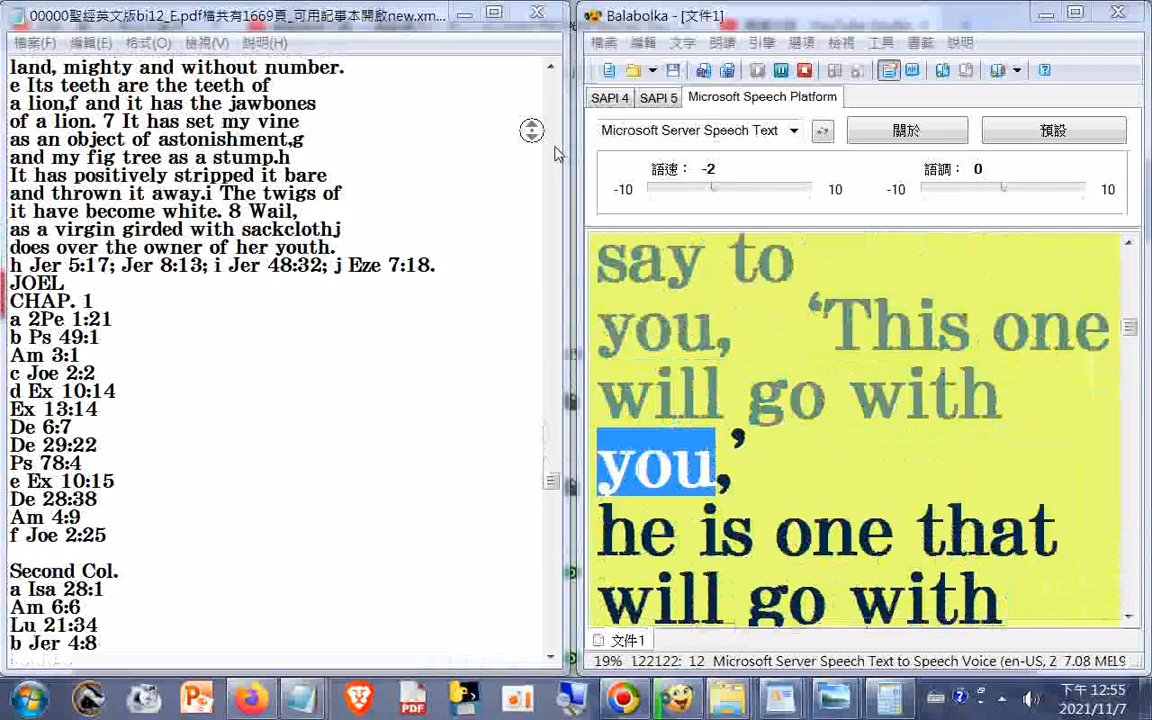 00000聖經英文版bi12_E.pdf檔共有1669頁_可用記事本開啟new.xm...
檔案(F) 編輯(E) 格式(O) 檢視(V) 說明(H)
land, mighty and without number.
e Its teeth are the teeth of
a lion,f and it has the jawbones
of a lion. 7 It has set my vine
as an object of astonishment,g
and my fig tree as a stump.h
It has positively stripped it bare
and thrown it away.i The twigs of
it have become white. 8 Wail,
as a virgin girded with sackclothj
does over the owner of her youth.
h Jer 5:17; Jer 8:13; i Jer 48:32; j Eze 7:18.
JOEL
CHAP. 1
a 2Pe 1:21
b Ps 49:1
Am 3:1
c Joe 2:2
d Ex 10:14
Ex 13:14
De 6:7
De 29:22
Ps 78:4
e Ex 10:15
De 28:38
Am 4:9
f Joe 2:25
Second Col.
a Isa 28:1
Am 6:6
Lu 21:34
b Jer 4:8
Balabolka - [文件1]
檔案 編輯 文字 朗讀 引擎 選項 檢視 工具 書籤 說明
SAPI 4 SAPI 5 Microsoft Speech Platform
Microsoft Server Speech Text 關於 預設
語速: -2 語調: 0
-10 10 -10 10
say to
you, ‘This one
will go with
you,’
he is one that
will go with
文件1
19% L22122: 12 Microsoft Server Speech Text to Speech Voice (en-US, Z 7.08 ME
PDF
下午 12:55
2021/11/7